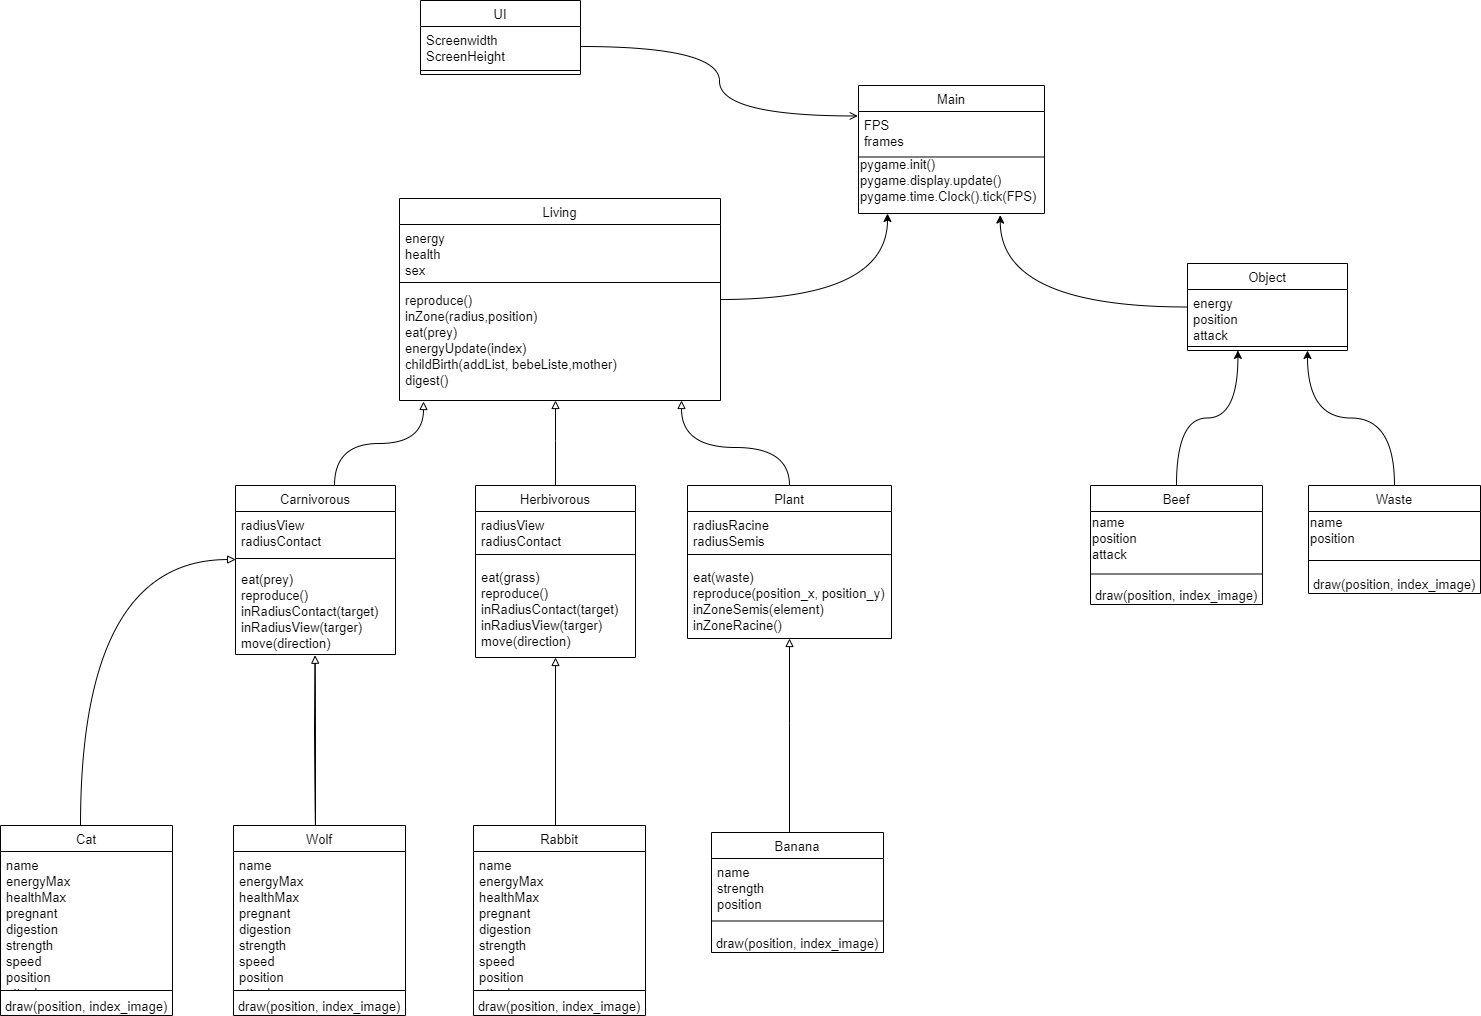 UI
Screenwidth
ScreenHeight
Main
FPS
frames
pygame.init()
pygame.display.update()
pygame.time.Clock().tick(FPS)
Living
energy
health
sex
reproduce()
inZone(radius,position)
eat(prey)
energyUpdate(index)
childBirth(addList, bebeListe,mother)
digest()
Object
energy
position
attack
Carnivorous
radiusView
radiusContact
eat(prey)
reproduce()
inRadiusContact(target)
inRadiusView(targer)
move(direction)
Herbivorous
radiusView
radiusContact
eat(grass)
reproduce()
inRadiusContact(target)
inRadiusView(targer)
move(direction)
Plant
radiusRacine
radiusSemis
eat(waste)
reproduce(position_x, position_y)
inZoneSemis(element)
inZoneRacine()
Beef
name
position
attack
draw(position, index_image)
Waste
name
position
draw(position, index_image)
Cat
name
energyMax
healthMax
pregnant
digestion
strength
speed
position
draw(position, index_image)
Wolf
name
energyMax
healthMax
pregnant
digestion
strength
speed
position
draw(position, index_image)
Rabbit
name
energyMax
healthMax
pregnant
digestion
strength
speed
position
draw(position, index_image)
Banana
name
strength
position
draw(position, index_image)